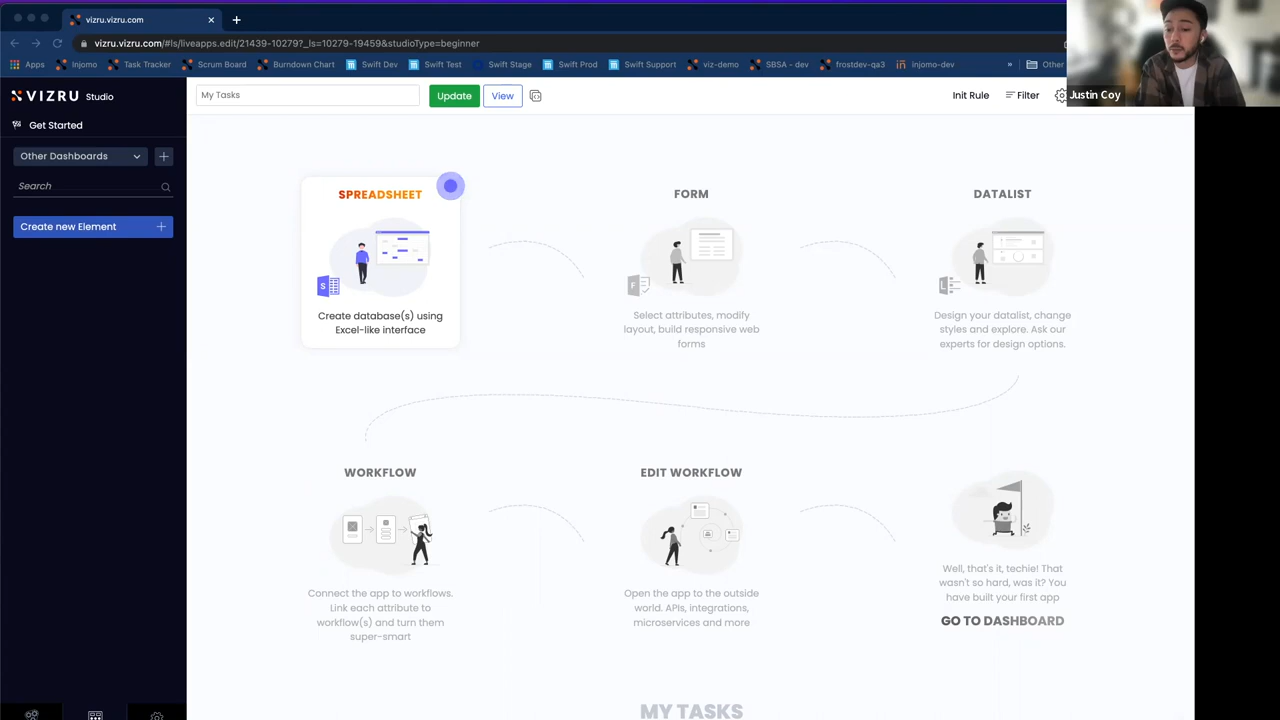 vizru.vizru.com
vizru.vizru.com/#ls/liveapps.edit/21439-10279?_ls=10279-19459&studioType=beginner
Apps Injomo Task Tracker Scrum Board Burndown Chart Swift Dev Swift Test Swift Stage Swift Prod Swift Support viz-demo SBSA - dev frostdev-qa3 injomo-dev » Other
Justin Coy
VIZRU Studio
My Tasks Update View Init Rule Filter
Get Started
Other Dashboards
Search
Create new Element
SPREADSHEET
Create database(s) using
Excel-like interface
FORM
Select attributes, modify
layout, build responsive web
forms
DATALIST
Design your datalist, change
styles and explore. Ask our
experts for design options.
WORKFLOW
Connect the app to workflows.
Link each attribute to
workflow(s) and turn them
super-smart
EDIT WORKFLOW
Open the app to the outside
world. APIs, integrations,
microservices and more
Well, that's it, techie! That
wasn't so hard, was it? You
have built your first app
GO TO DASHBOARD
MY TASKS